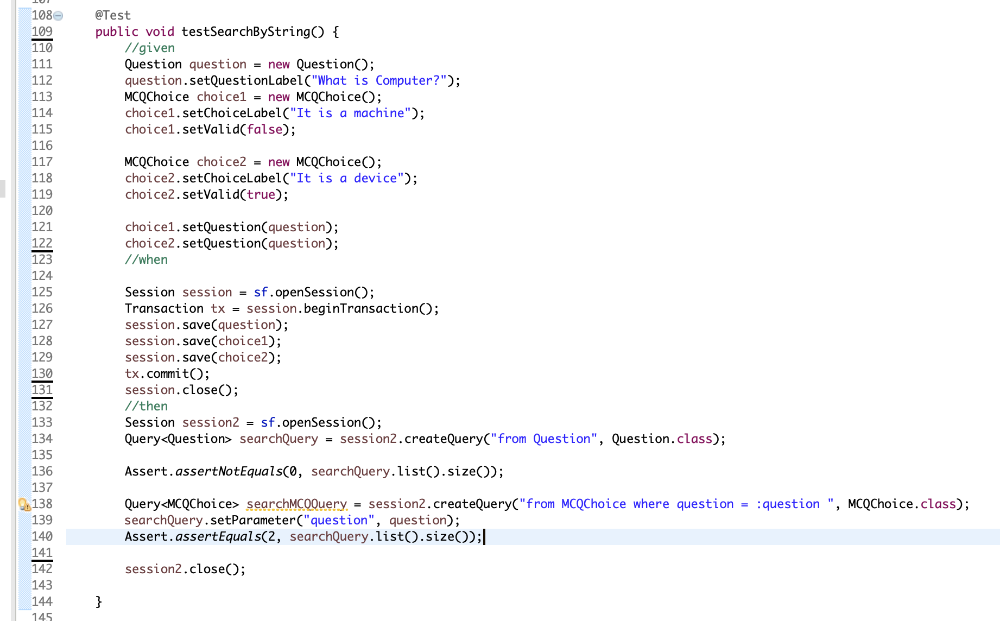 107
108 @Test
109 public void testSearchByString() {
110 //given
111 Question question = new Question();
112 question.setQuestionLabel("What is Computer?");
113 MCQChoice choice1 = new MCQChoice();
114 choice1.setChoiceLabel("It is a machine");
115 choice1.setValid(false);
116
117 MCQChoice choice2 = new MCQChoice();
118 choice2.setChoiceLabel("It is a device");
119 choice2.setValid(true);
120
121 choice1.setQuestion(question);
122 choice2.setQuestion(question);
123 //when
124
125 Session session = sf.openSession();
126 Transaction tx = session.beginTransaction();
127 session.save(question);
128 session.save(choice1);
129 session.save(choice2);
130 tx.commit();
131 session.close();
132 //then
133 Session session2 = sf.openSession();
134 Query<Question> searchQuery = session2.createQuery("from Question", Question.class);
135
136 Assert.assertNotEquals(0, searchQuery.list().size());
137
138 Query<MCQChoice> searchMCQQuery = session2.createQuery("from MCQChoice where question = :question ", MCQChoice.class);
139 searchQuery.setParameter("question", question);
140 Assert.assertEquals(2, searchQuery.list().size());
141
142 session2.close();
143
144 }
145